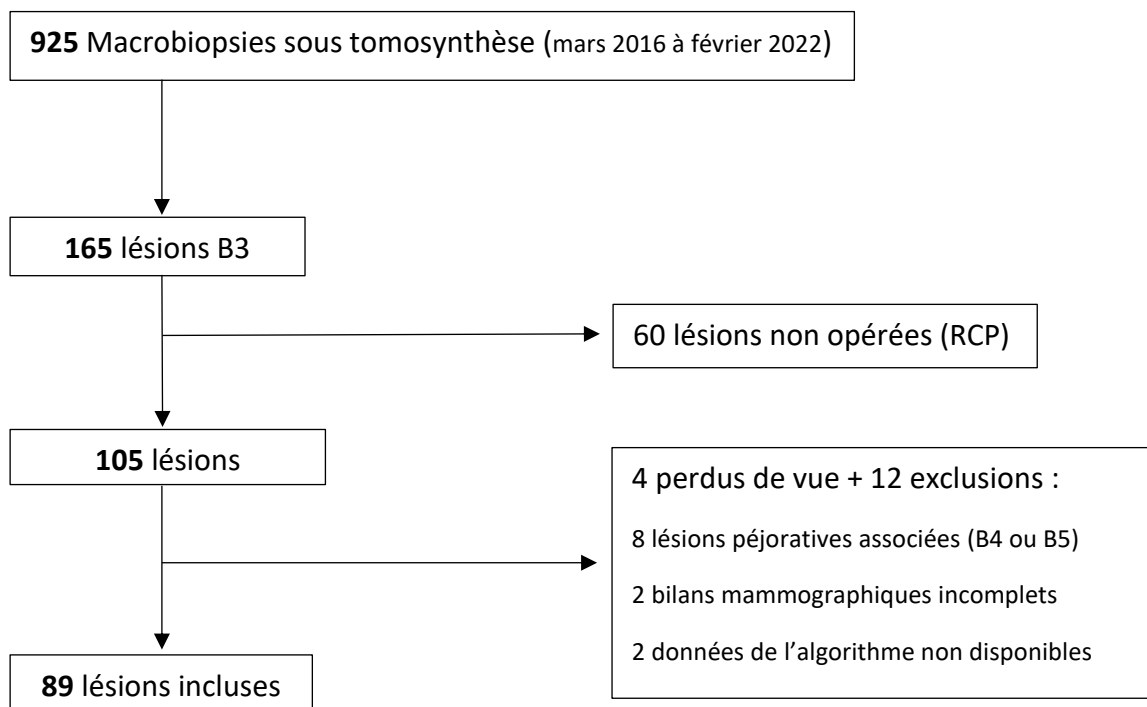 925 Macrobiopsies sous tomosynthèse (mars 2016 à février 2022)
165 lésions B3
60 lésions non opérées (RCP)
105 lésions
4 perdus de vue + 12 exclusions :
8 lésions péjoratives associées (B4 ou B5)
2 bilans mammographiques incomplets
2 données de l’algorithme non disponibles
89 lésions incluses